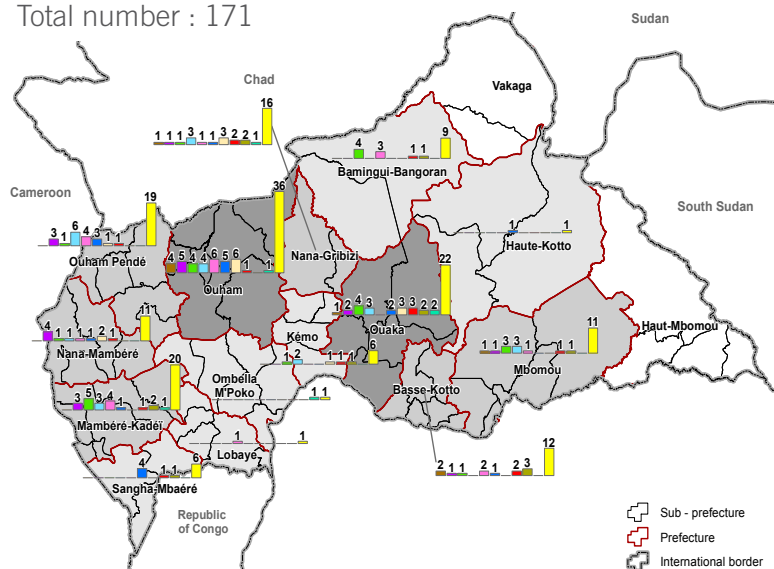 Total number : 171
Sudan
Chad
Vakaga
16
1 1 1 3 1 1 3 2 2 1
9
4 3 1 1
Bamingui-Bangoran
Cameroon
19
36
South Sudan
3 1 6 4 3 1 1
Ouham Pendé
4 5 4 4 6 5 6 1 1
Ouham
Nana-Gribizi
1 1
Haute-Kotto
22
1 2 4 3 2 3 3 2 2
Ouaka
11
4 1 1 1 1 2 1
Nana-Mambéré
Kémo
6
1 2 1 1 1
11
1 1 3 3 1 1 1
Mbomou
Haut-Mbomou
20
3 5 3 4 1 1 2 1
Mambéré-Kadéï
Ombella
M'Poko
1 1
Basse-Kotto
Lobaye
1 1
6
4 1 1
Sangha-Mbaéré
12
2 1 1 2 1 2 3
Republic
of Congo
Sub - prefecture
Prefecture
International border